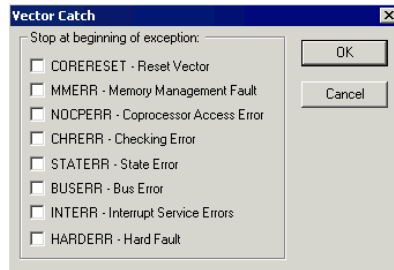 Vector Catch
Stop at beginning of exception:
CORERESET - Reset Vector
MMERR - Memory Management Fault
NOCPERR - Coprocessor Access Error
CHRERR - Checking Error
STATERR - State Error
BUSERR - Bus Error
INTERR - Interrupt Service Errors
HARDERR - Hard Fault
OK
Cancel